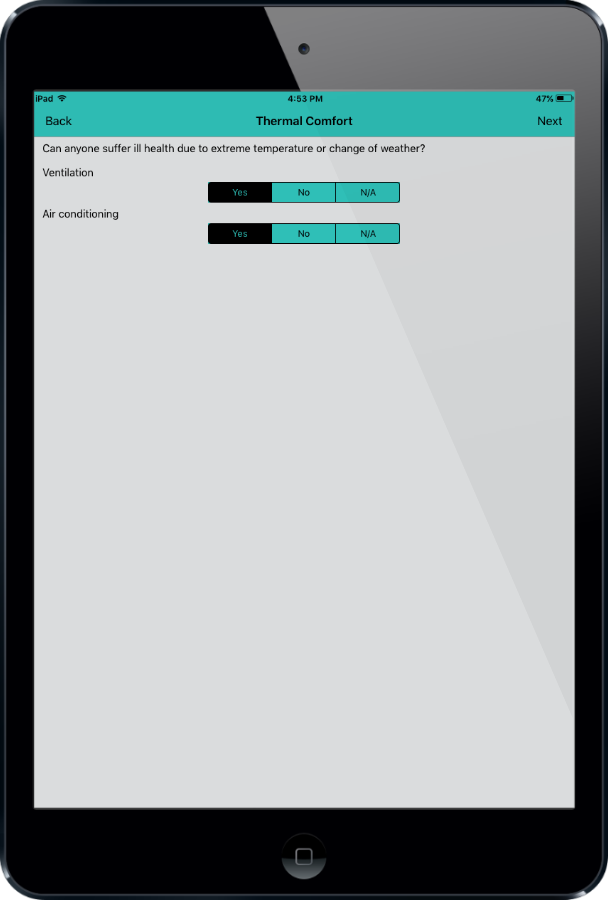 iPad 4:53 PM 47%
Back Thermal Comfort Next
Can anyone suffer ill health due to extreme temperature or change of weather?
Ventilation
Yes No N/A
Air conditioning
Yes No N/A